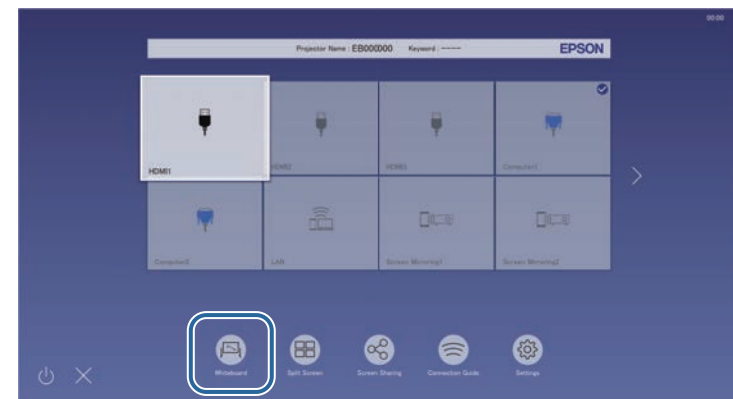 00:00
Projector Name : EB000000 Keyword : ---- EPSON
HDMI1 HDMI2 HDMI3 Computer1
Computer2 LAN Screen Mirroring1 Screen Mirroring2
Whiteboard Split Screen Screen Sharing Connection Guide Settings